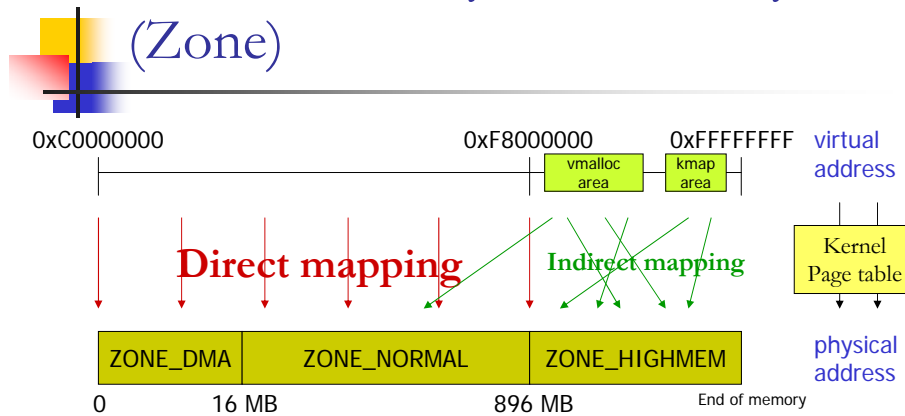 (Zone)
0xC0000000 0xF8000000 0xFFFFFFFF virtual
address
vmalloc
area
kmap
area
Direct mapping
Indirect mapping
Kernel
Page table
ZONE_DMA ZONE_NORMAL ZONE_HIGHMEM
physical
address
0 16 MB 896 MB End of memory